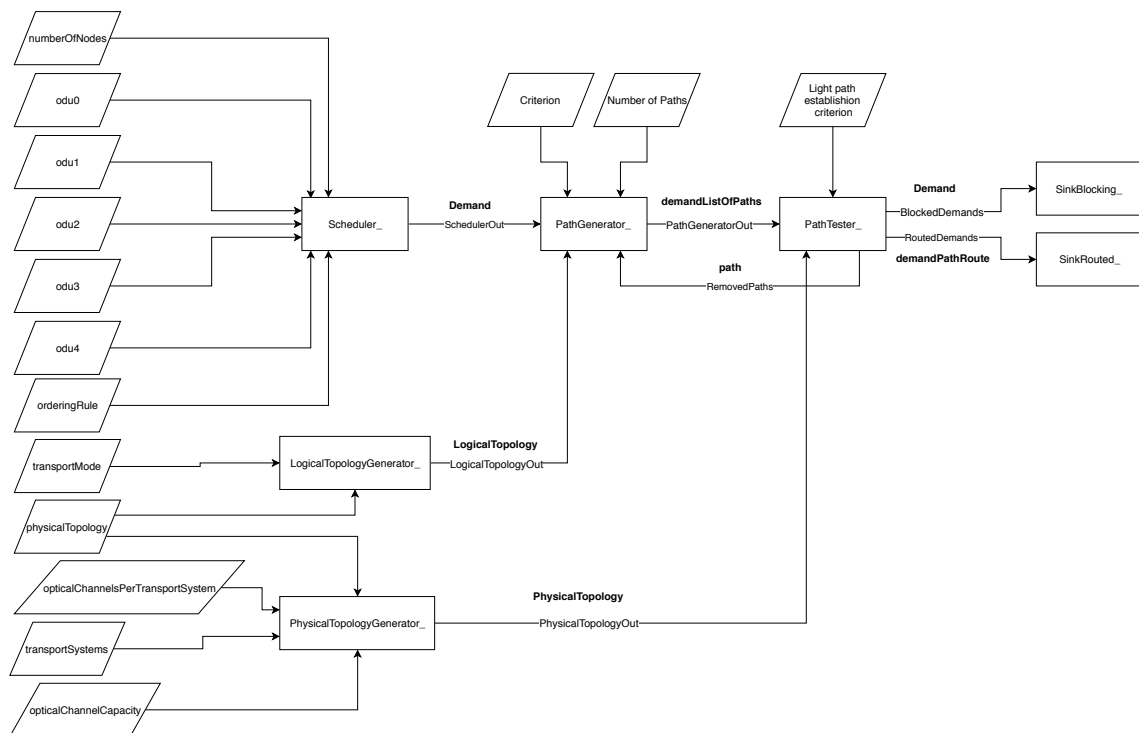 numberOfNodes
odu0
odu1
odu2
odu3
odu4
orderingRule
transportMode
physicalTopology
opticalChannelsPerTransportSystem
transportSystems
opticalChannelCapacity
Scheduler_
Demand
SchedulerOut
Criterion
Number of Paths
PathGenerator_
demandListOfPaths
PathGeneratorOut
Light path
establishion
criterion
PathTester_
path
RemovedPaths
Demand
BlockedDemands
RoutedDemands
demandPathRoute
SinkBlocking_
SinkRouted_
LogicalTopologyGenerator_
LogicalTopology
LogicalTopologyOut
PhysicalTopologyGenerator_
PhysicalTopology
PhysicalTopologyOut